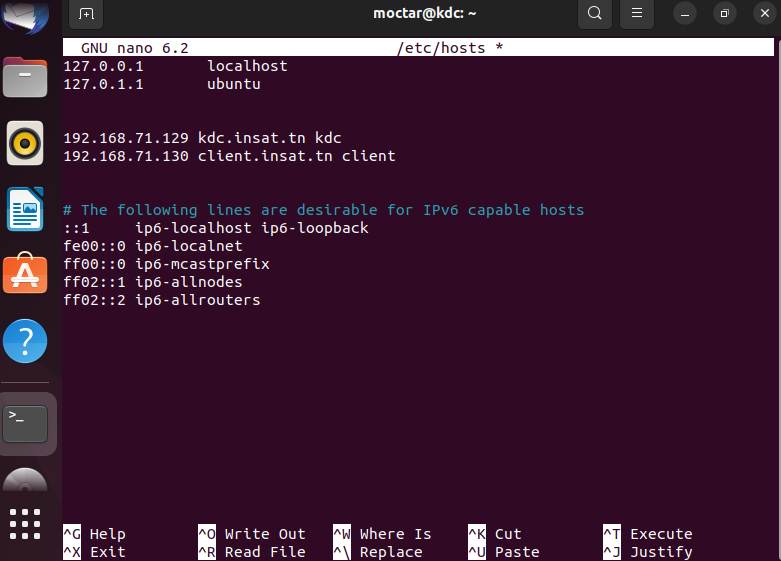 moctar@kdc: ~
GNU nano 6.2 /etc/hosts *
127.0.0.1 localhost
127.0.1.1 ubuntu
192.168.71.129 kdc.insat.tn kdc
192.168.71.130 client.insat.tn client
# The following lines are desirable for IPv6 capable hosts
::1 ip6-localhost ip6-loopback
fe00::0 ip6-localnet
ff00::0 ip6-mcastprefix
ff02::1 ip6-allnodes
ff02::2 ip6-allrouters
^G Help ^O Write Out ^W Where Is ^K Cut ^T Execute
^X Exit ^R Read File ^\ Replace ^U Paste ^J Justify